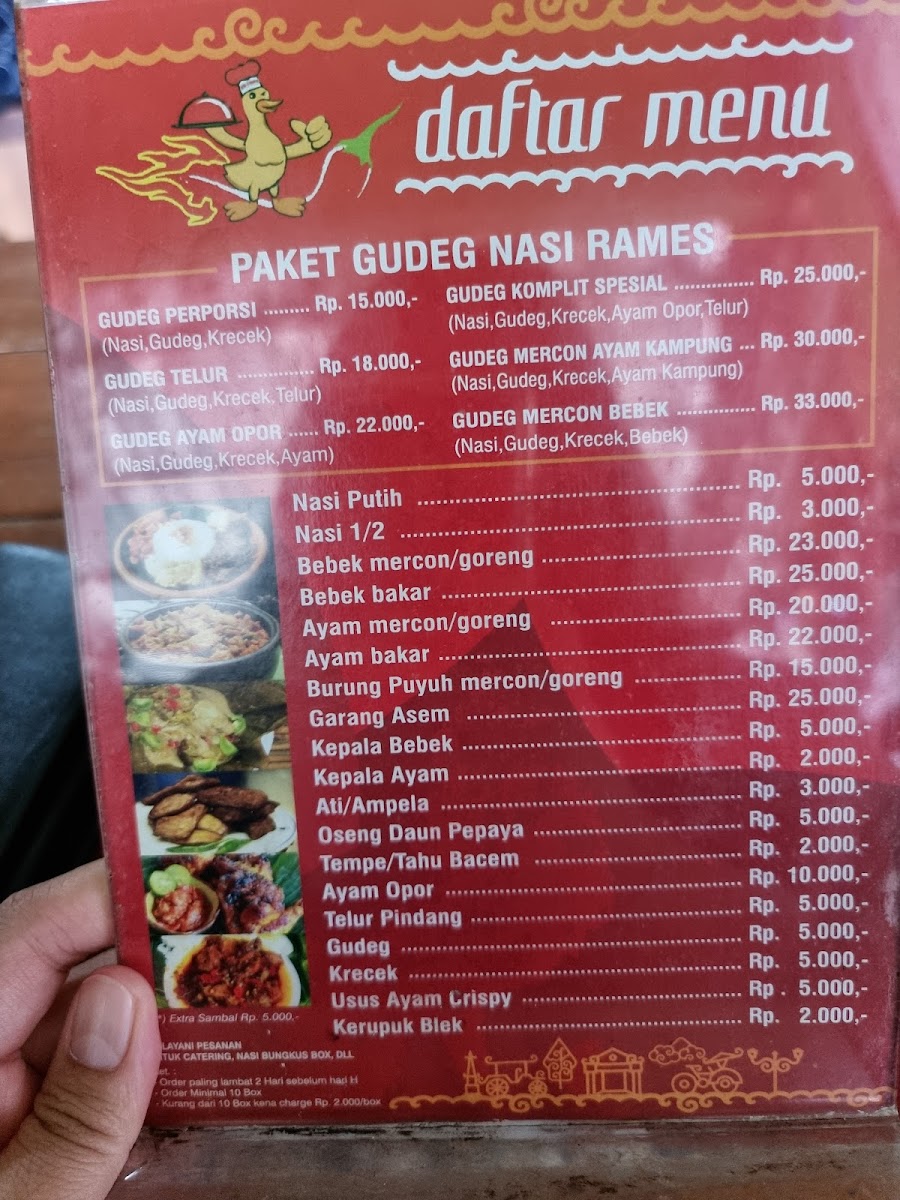 daftar menu
PAKET GUDEG NASI RAMES
GUDEG PERPORSI ......... Rp. 15.000,-
(Nasi,Gudeg,Krecek)
GUDEG TELUR ............... Rp. 18.000,-
(Nasi,Gudeg,Krecek,Telur)
GUDEG AYAM OPOR ...... Rp. 22.000,-
(Nasi,Gudeg,Krecek,Ayam)
GUDEG KOMPLIT SPESIAL ............... Rp. 25.000,-
(Nasi,Gudeg,Krecek,Ayam Opor,Telur)
GUDEG MERCON AYAM KAMPUNG ... Rp. 30.000,-
(Nasi,Gudeg,Krecek,Ayam Kampung)
GUDEG MERCON BEBEK ............... Rp. 33.000,-
(Nasi,Gudeg,Krecek,Bebek)
Nasi Putih ........ Rp. 5.000,-
Nasi 1/2 ........ Rp. 3.000,-
Bebek mercon/goreng ........ Rp. 23.000,-
Bebek bakar ........ Rp. 25.000,-
Ayam mercon/goreng ........ Rp. 20.000,-
Ayam bakar ........ Rp. 22.000,-
Burung Puyuh mercon/goreng ........ Rp. 15.000,-
Garang Asem ........ Rp. 25.000,-
Kepala Bebek ........ Rp. 5.000,-
Kepala Ayam ........ Rp. 2.000,-
Ati/Ampela ........ Rp. 3.000,-
Oseng Daun Pepaya ........ Rp. 5.000,-
Tempe/Tahu Bacem ........ Rp. 2.000,-
Ayam Opor ........ Rp. 10.000,-
Telur Pindang ........ Rp. 5.000,-
Gudeg ........ Rp. 5.000,-
Krecek ........ Rp. 5.000,-
Usus Ayam Crispy ........ Rp . 5.000,-
Kerupuk Blek ........ Rp. 2.000,-
*) Extra Sambal Rp. 5.000,-
LAYANI PESANAN
TUK CATERING, NASI BUNGKUS BOX, DLL
et. :
Order paling lambat 2 Hari sebelum hari H
- Order Minimal 10 Box
- Kurang dari 10 Box kena charge Rp. 2.000/box